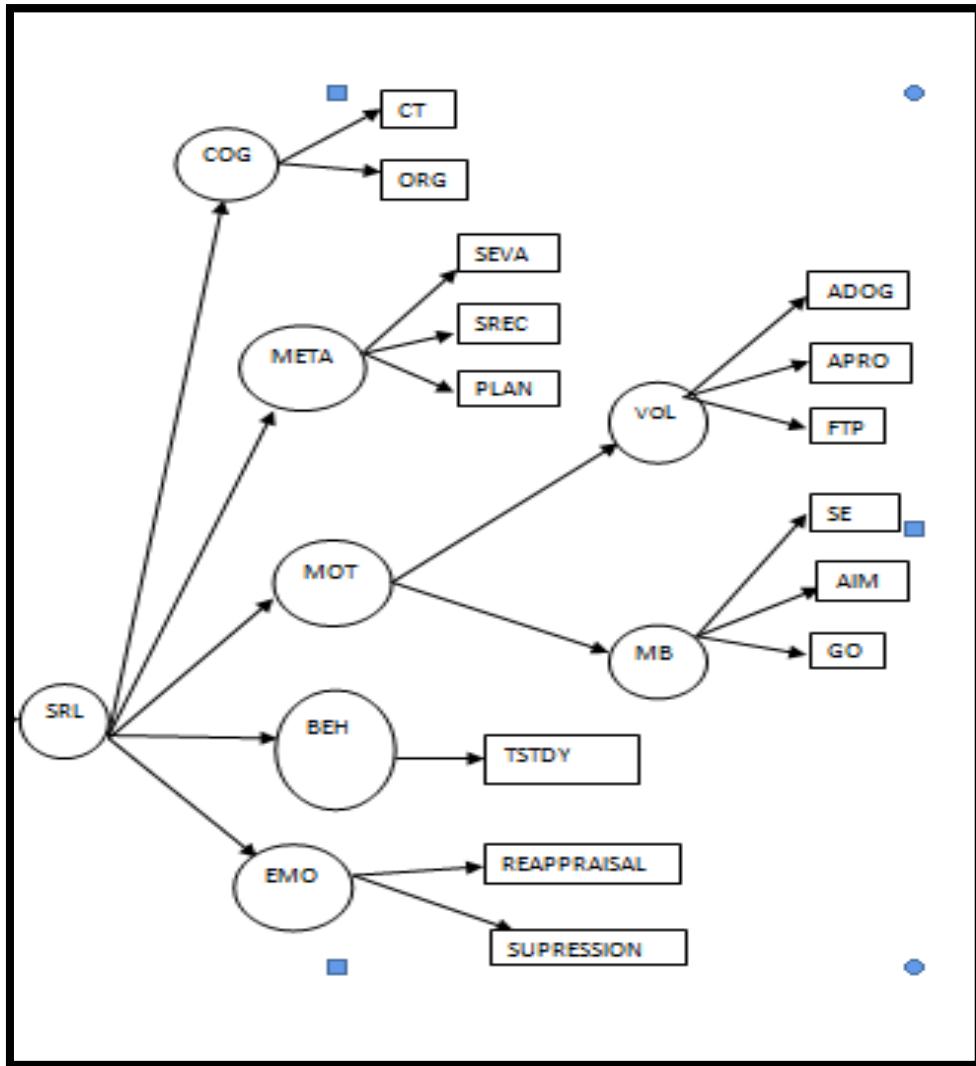 CT
COG
ORG
SEVA
META
SREC
PLAN
ADOG
APRO
VOL
FTP
SE
MOT
AIM
MB
GO
SRL
BEH
TSTDY
EMO
REAPPRAISAL
SUPRESSION